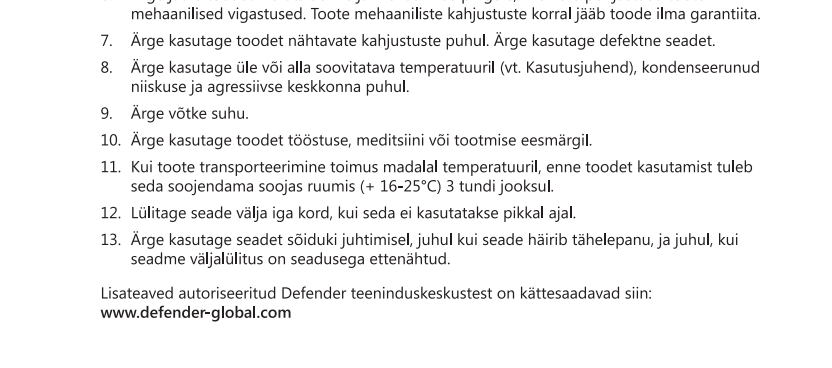 mehaanilised vigastused. Toote mehaaniliste kahjustuste korral jääb toode ilma garantiita.
7. Ärge kasutage toodet nähtavate kahjustuste puhul. Ärge kasutage defektne seadet.
8. Ärge kasutage üle või alla soovitatava temperatuuril (vt. Kasutusjuhend), kondenseerunud
niiskuse ja agressiivse keskkonna puhul.
9. Ärge võtke suhu.
10. Ärge kasutage toodet tööstuse, meditsiini või tootmise eesmärgil.
11. Kui toote transporteerimine toimus madalal temperatuuril, enne toodet kasutamist tuleb
seda soojendama soojas ruumis (+ 16-25°C) 3 tundi jooksul.
12. Lülitage seade välja iga kord, kui seda ei kasutatakse pikkal ajal.
13. Ärge kasutage seadet sõiduki juhtimisel, juhul kui seade häirib tähelepanu, ja juhul, kui
seadme väljalülitus on seadusega ettenähtud.
Lisateaved autoriseeritud Defender teeninduskeskustest on kättesaadavad siin:
www.defender-global.com